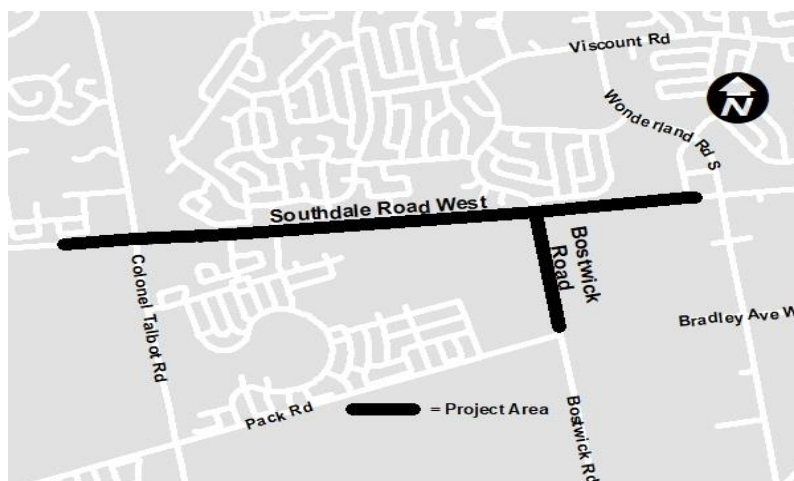 Viscount Rd
Wonderland Rd S
N
Southdale Road West
Bostwick
Road
Colonel Talbot Rd
Bradley Ave W
Pack Rd
= Project Area
Bostwick Rd